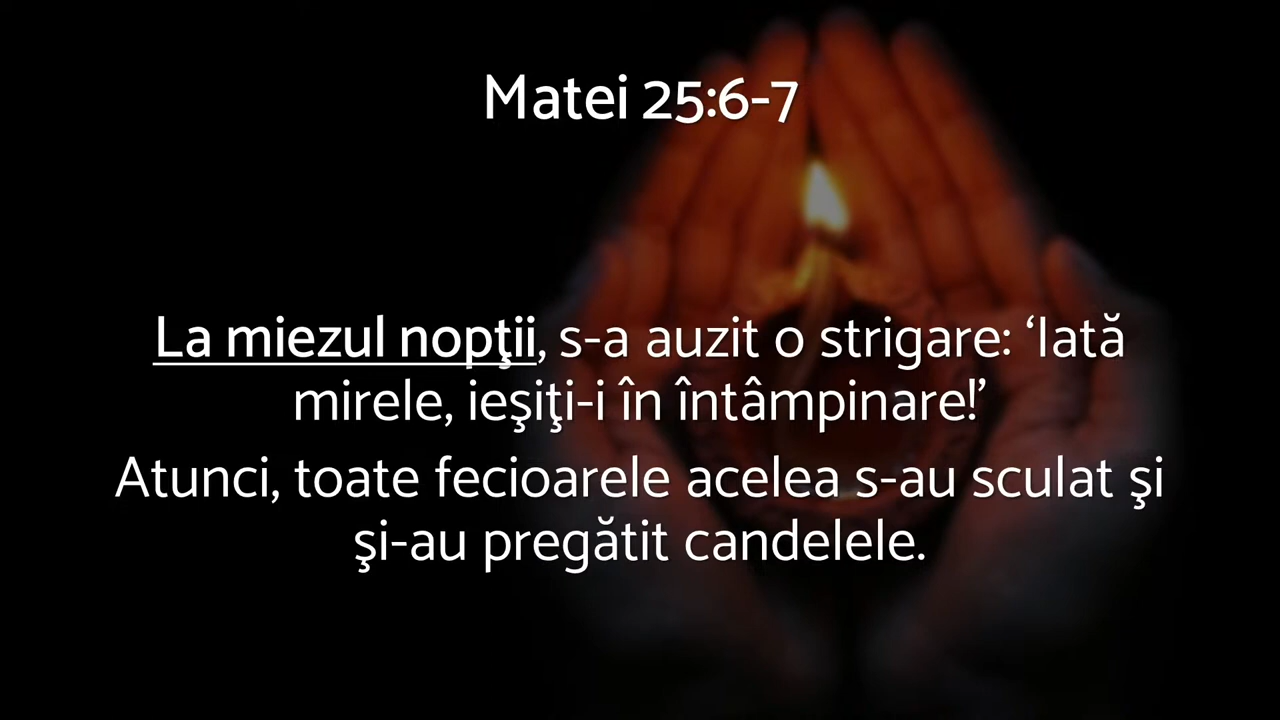 Matei 25:6-7
La miezul nopţii, s-a auzit o strigare: ‘Iată
mirele, ieşiţi-i în întâmpinare!’
Atunci, toate fecioarele acelea s-au sculat şi
şi-au pregătit candelele.